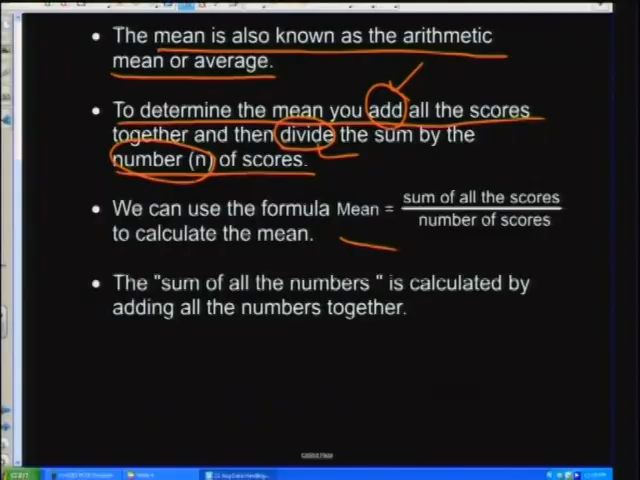 • The mean is also known as the arithmetic
mean or average.
• To determine the mean you add all the scores
together and then divide the sum by the
number (n) of scores.
• We can use the formula Mean = sum of all the scores
number of scores
to calculate the mean.
• The "sum of all the numbers " is calculated by
adding all the numbers together.